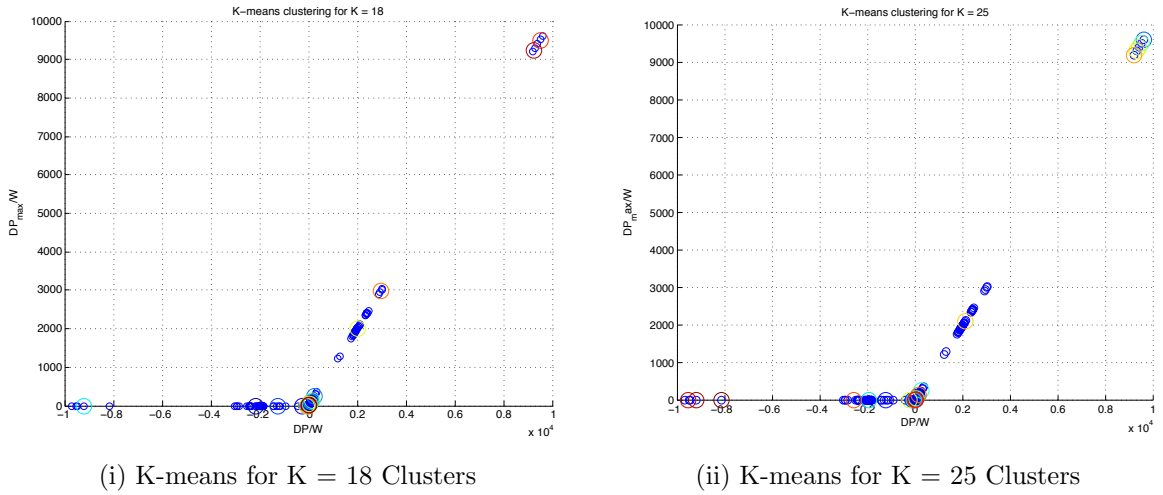 K−means clustering for K = 18
10000
9000
8000
7000
6000
5000
4000
3000
2000
1000
0
DP_max/W
−1 −0.8 −0.6 −0.4 −0.2 0 0.2 0.4 0.6 0.8 1
DP/W
x 10^4
(i) K-means for K = 18 Clusters
K−means clustering for K = 25
10000
9000
8000
7000
6000
5000
4000
3000
2000
1000
0
DP_max/W
−1 −0.8 −0.6 −0.4 −0.2 0 0.2 0.4 0.6 0.8 1
DP/W
x 10^4
(ii) K-means for K = 25 Clusters